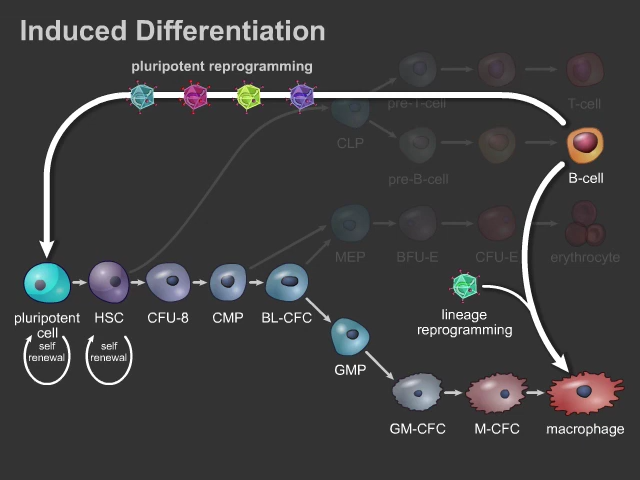 Induced Differentiation
pluripotent reprogramming
pre-T-cell
T-cell
CLP
pre-B-cell
B-cell
MEP
BFU-E
CFU-E
erythrocyte
pluripotent
cell
HSC
CFU-8
CMP
BL-CFC
lineage
reprogramming
self
renewal
self
renewal
GMP
GM-CFC
M-CFC
macrophage